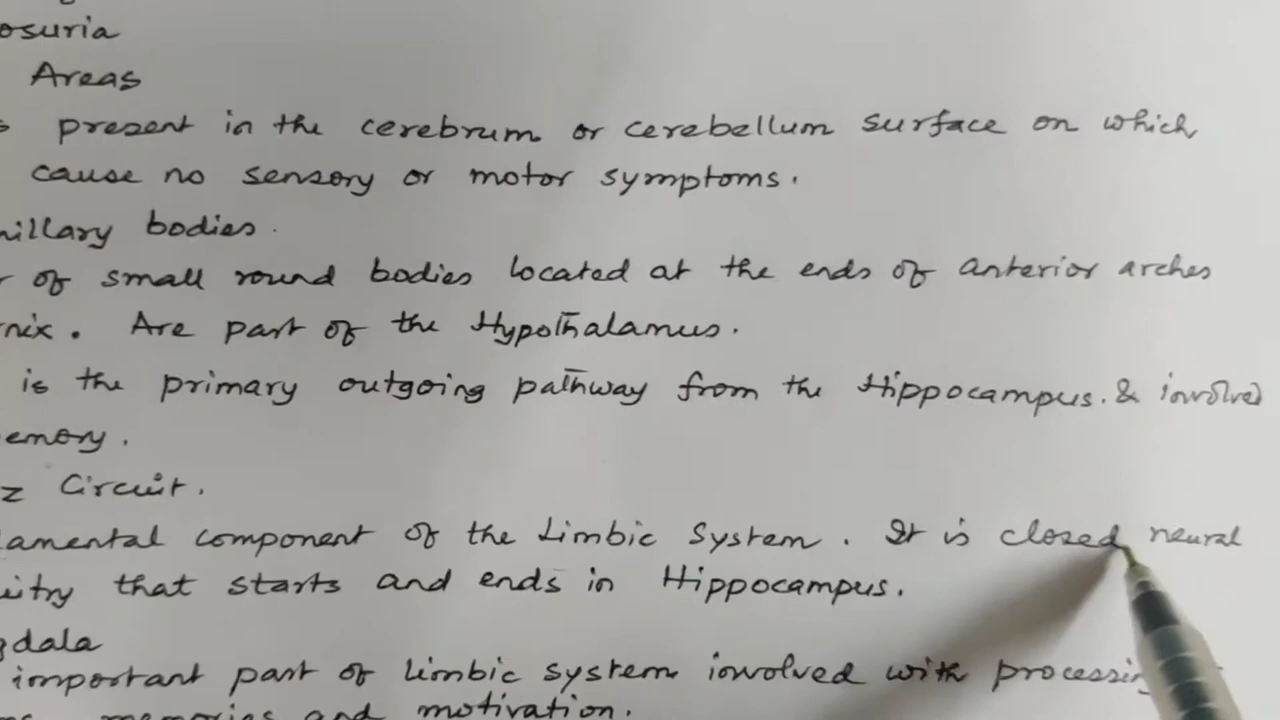 osuria
Areas
present in the cerebrum or cerebellum surface on which
cause no sensory or motor symptoms.
illary bodies.
of small round bodies located at the ends of anterior arches
nix. Are part of the Hypothalamus.
is the primary outgoing pathway from the Hippocampus. & involved
emory.
z Circuit.
amental component of the Limbic System. It is closed neural
itry that starts and ends in Hippocampus.
gdala
important part of limbic system involved with processin
memories and motivation.